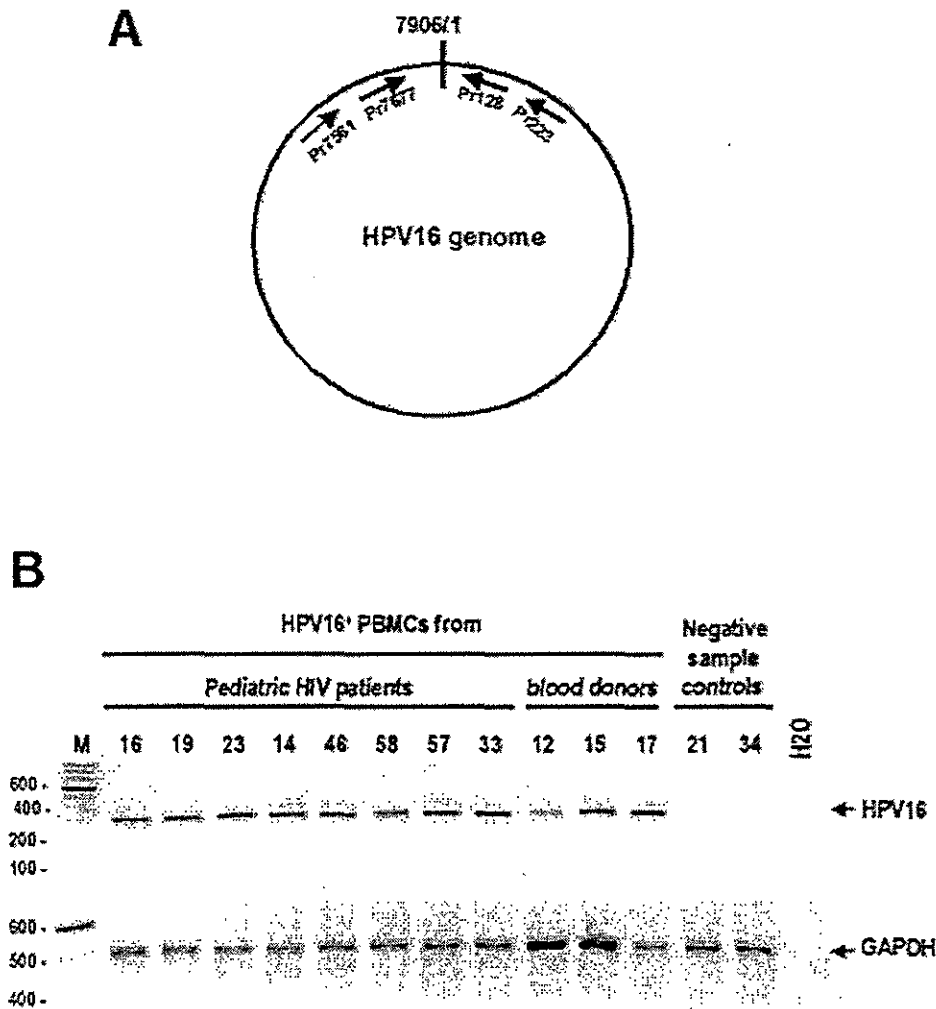 A
7906/1
Pr7677
Pr128
HPV16 genome
B
HPV16+ PBMCs from
Negative sample controls
Pediatric HIV patients
blood donors
M 16 19 23 14 46 58 57 33 12 15 17 21 34 H2O
600 -
400 -
HPV16
200 -
100 -
600 -
500 -
GAPDH
400 -